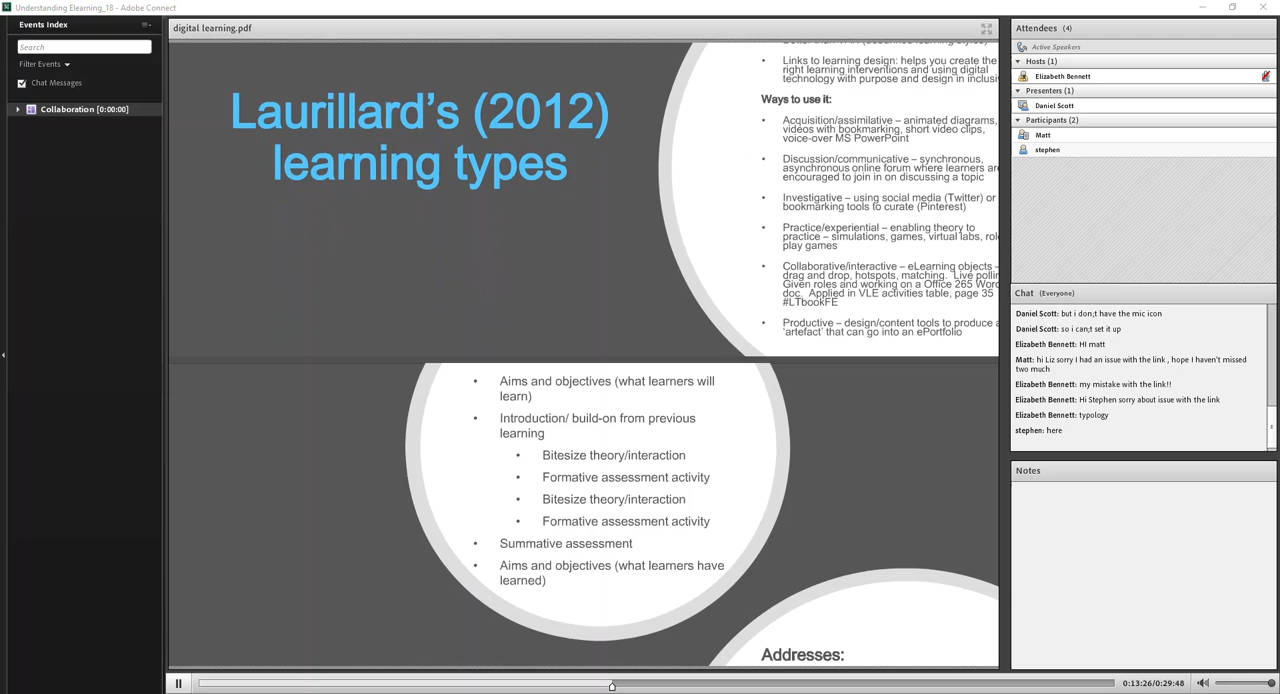 Understanding Elearning_18 - Adobe Connect
Events Index
Search
Filter Events
Chat Messages
Collaboration [0:00:00]
digital learning.pdf
Laurillard's (2012)
learning types
Links to learning design: helps you create the
right learning interventions and using digital
technology with purpose and design in inclusi
Ways to use it:
• Acquisition/assimilative – animated diagrams,
videos with bookmarking, short video clips,
voice-over MS PowerPoint
• Discussion/communicative – synchronous,
asynchronous online forum where learners are
encouraged to join in on discussing a topic
• Investigative – using social media (Twitter) or
bookmarking tools to curate (Pinterest)
• Practice/experiential – enabling theory to
practice – simulations, games, virtual labs, rol
play games
• Collaborative/interactive – eLearning objects –
drag and drop, hotspots, matching. Live pollin
Given roles and working on a Office 265 Word
doc. Applied in VLE activities table, page 35
#LTbookFE
• Productive – design/content tools to produce a
'artefact' that can go into an ePortfolio
• Aims and objectives (what learners will
learn)
• Introduction/ build-on from previous
learning
• Bitesize theory/interaction
• Formative assessment activity
• Bitesize theory/interaction
• Formative assessment activity
• Summative assessment
• Aims and objectives (what learners have
learned)
Addresses:
Attendees (4)
Active Speakers
Hosts (1)
Elizabeth Bennett
Presenters (1)
Daniel Scott
Participants (2)
Matt
stephen
Chat (Everyone)
Daniel Scott: but i don;t have the mic icon
Daniel Scott: so i can;t set it up
Elizabeth Bennett: HI matt
Matt: hi Liz sorry I had an issue with the link , hope I haven't missed
two much
Elizabeth Bennett: my mistake with the link!!
Elizabeth Bennett: Hi Stephen sorry about issue with the link
Elizabeth Bennett: typology
stephen: here
Notes
0:13:26/0:29:48